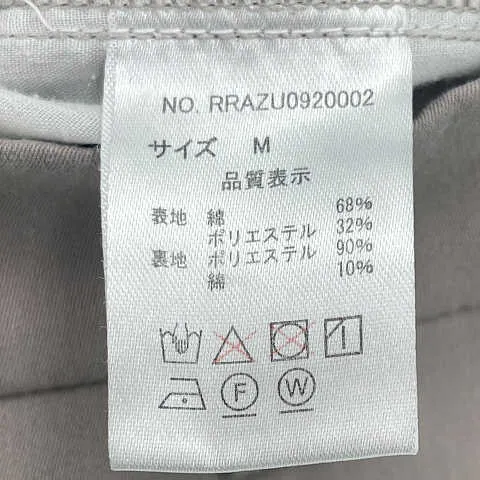 NO. RRAZU0920002
サイズ M
品質表示
表地 綿 68%
ポリエステル 32%
裏地 ポリエステル 90%
綿 10%
F W